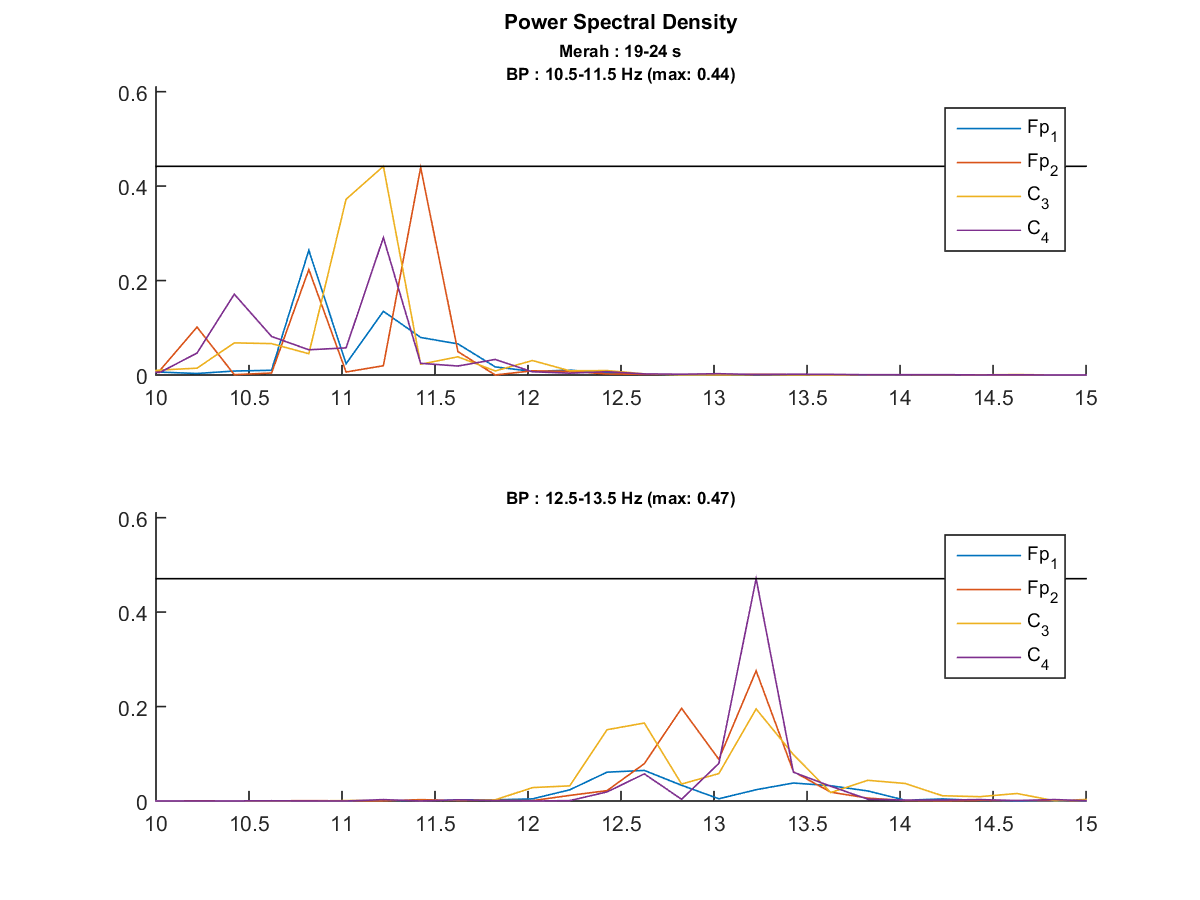 Power Spectral Density
Merah : 19-24 s
BP : 10.5-11.5 Hz (max: 0.44)
0.6
0.4
0.2
0
10 10.5 11 11.5 12 12.5 13 13.5 14 14.5 15
Fp1
Fp2
C3
C4
BP : 12.5-13.5 Hz (max: 0.47)
0.6
0.4
0.2
0
10 10.5 11 11.5 12 12.5 13 13.5 14 14.5 15
Fp1
Fp2
C3
C4